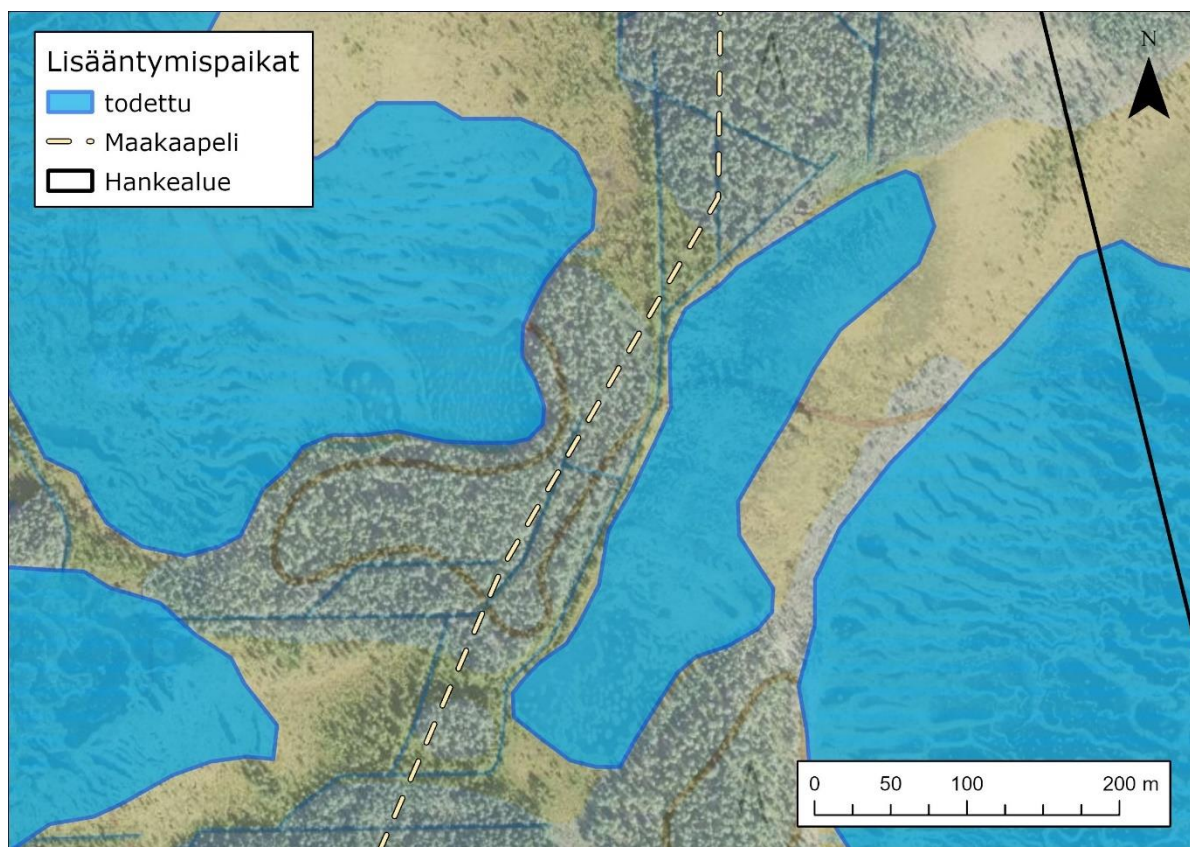 Lisääntymispaikat
todettu
Maakaapeli
Hankealue
N
0 50 100 200 m